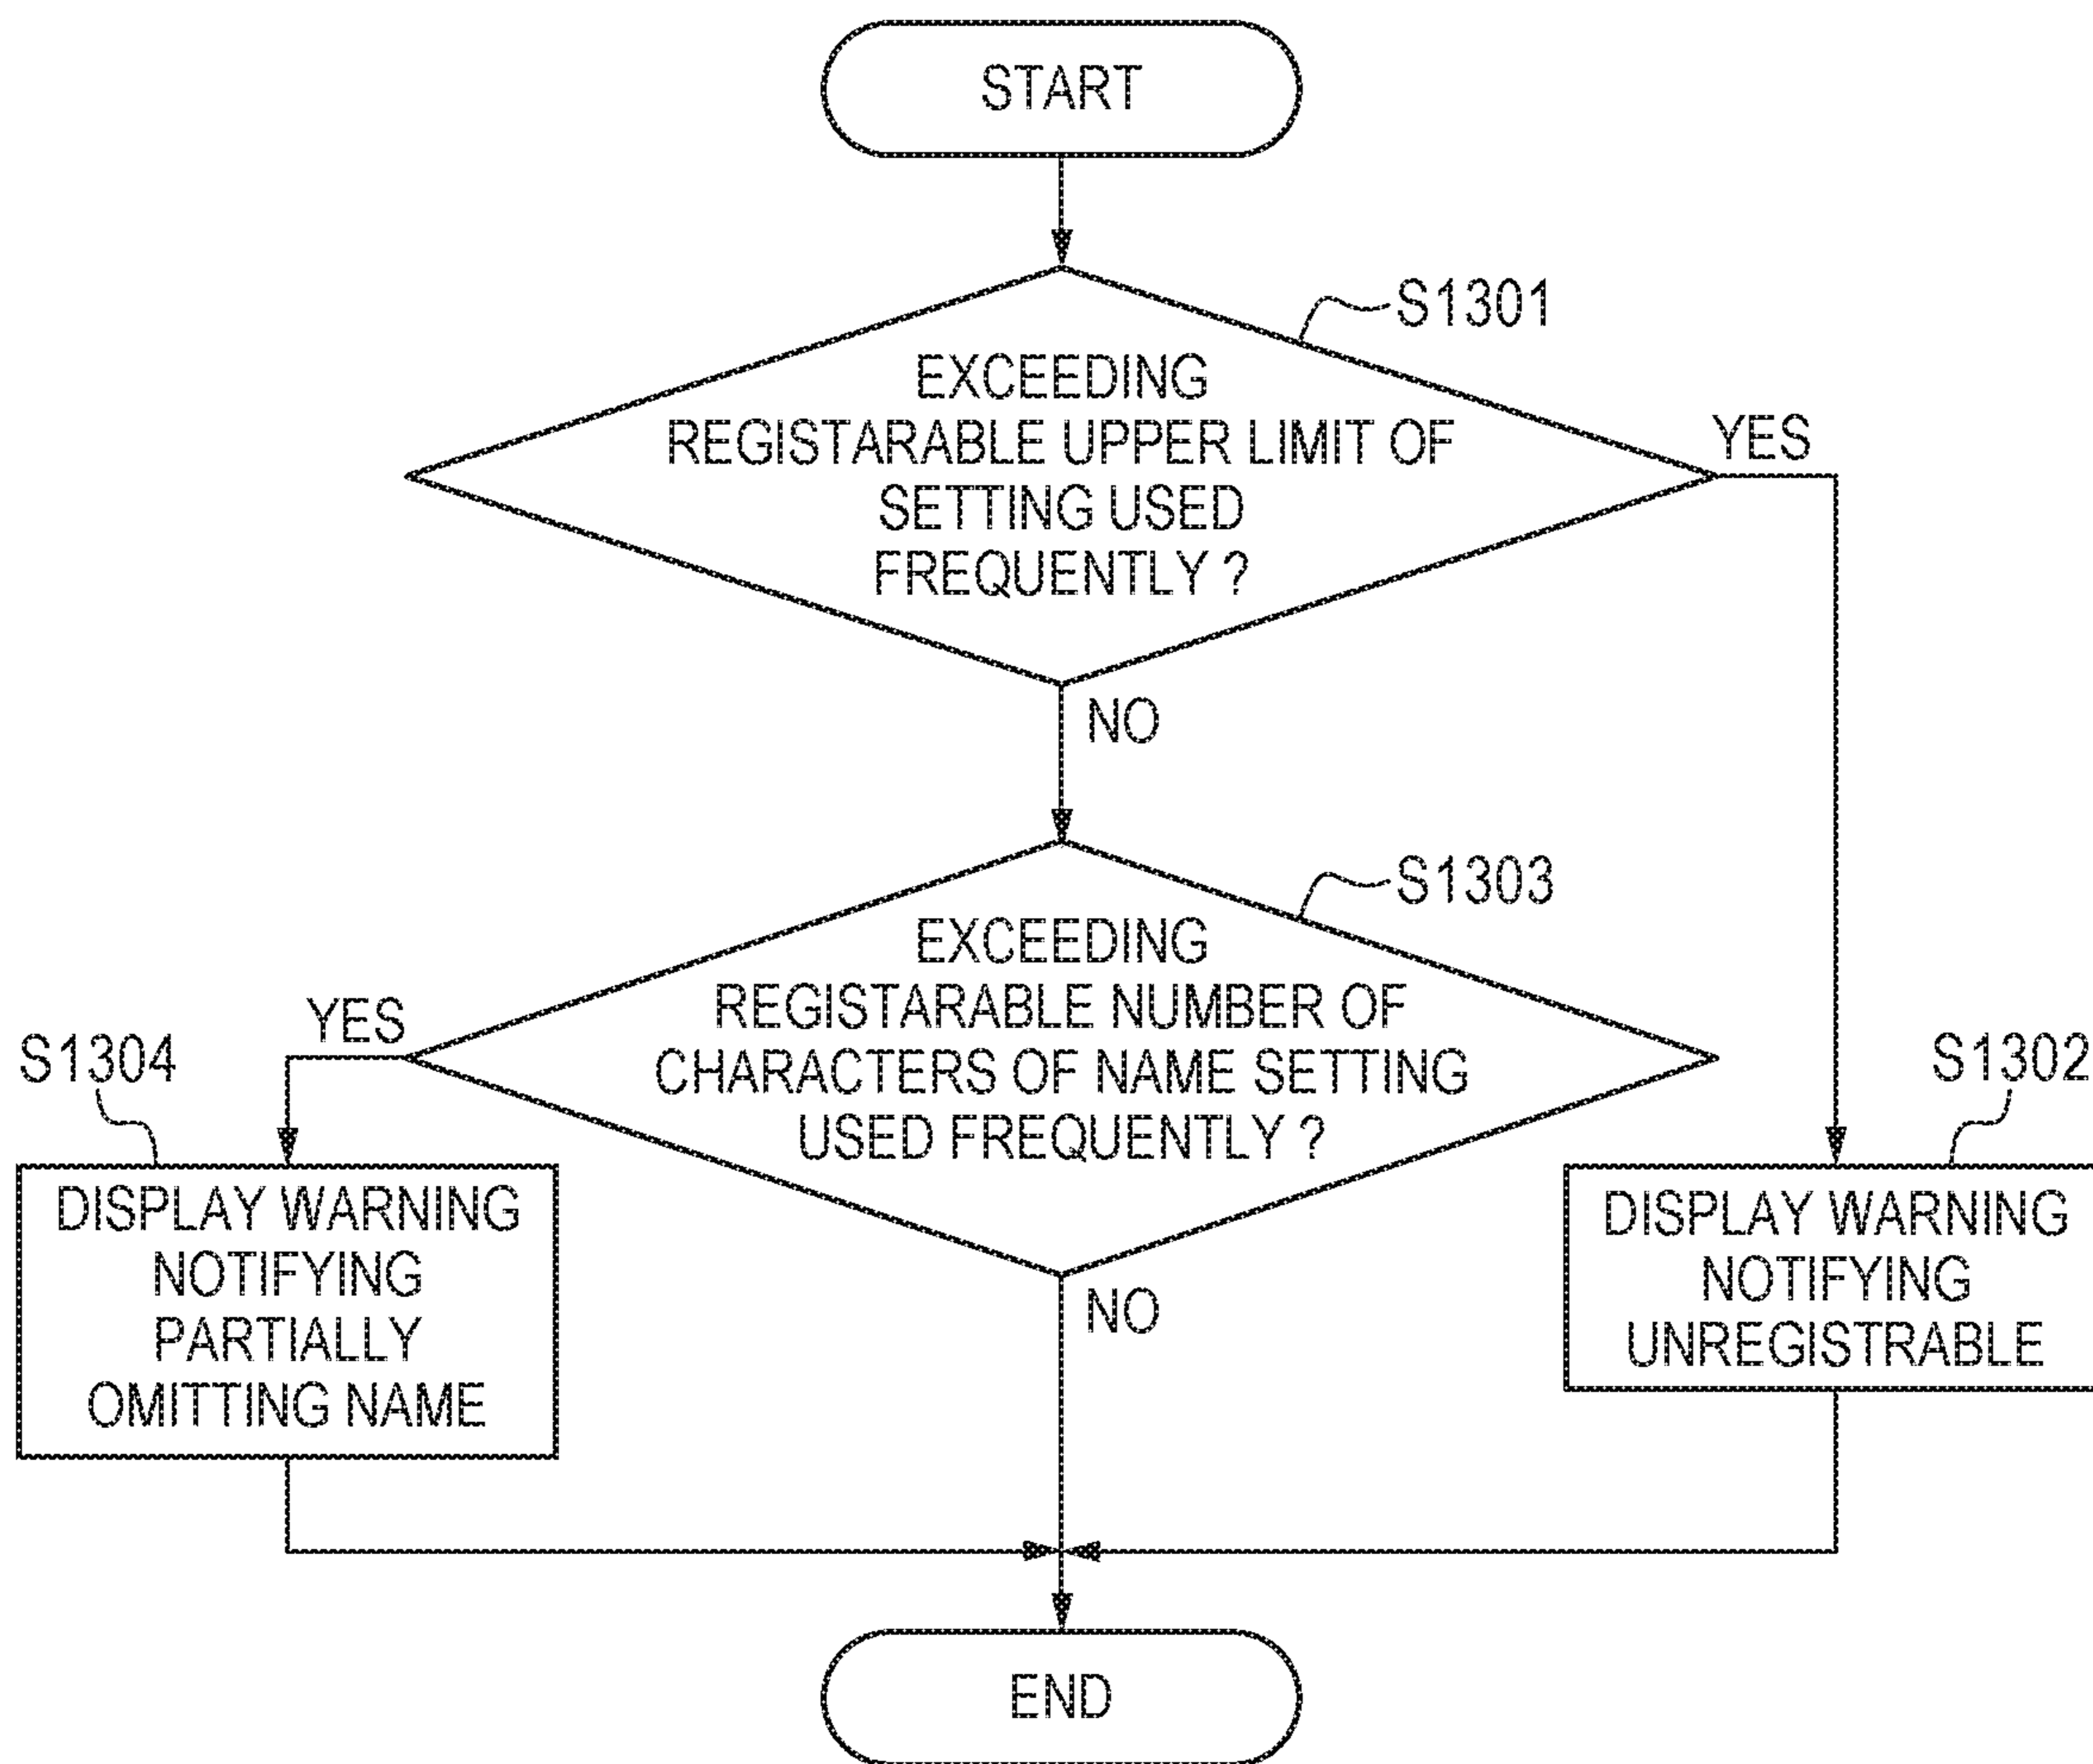 START
S1301
EXCEEDING
REGISTARABLE UPPER LIMIT OF
SETTING USED
FREQUENTLY ?
YES
NO
S1303
EXCEEDING
REGISTARABLE NUMBER OF
CHARACTERS OF NAME SETTING
USED FREQUENTLY ?
YES
NO
S1304
DISPLAY WARNING
NOTIFYING
PARTIALLY
OMITTING NAME
S1302
DISPLAY WARNING
NOTIFYING
UNREGISTRABLE
END